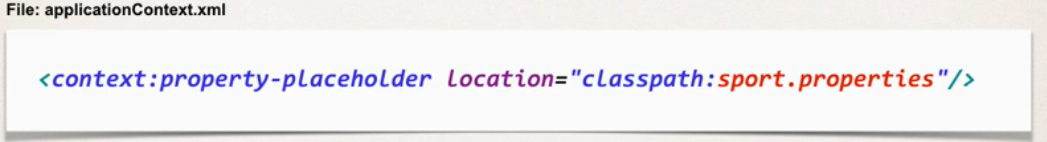 File: applicationContext.xml
<context:property-placeholder location="classpath:sport.properties"/>